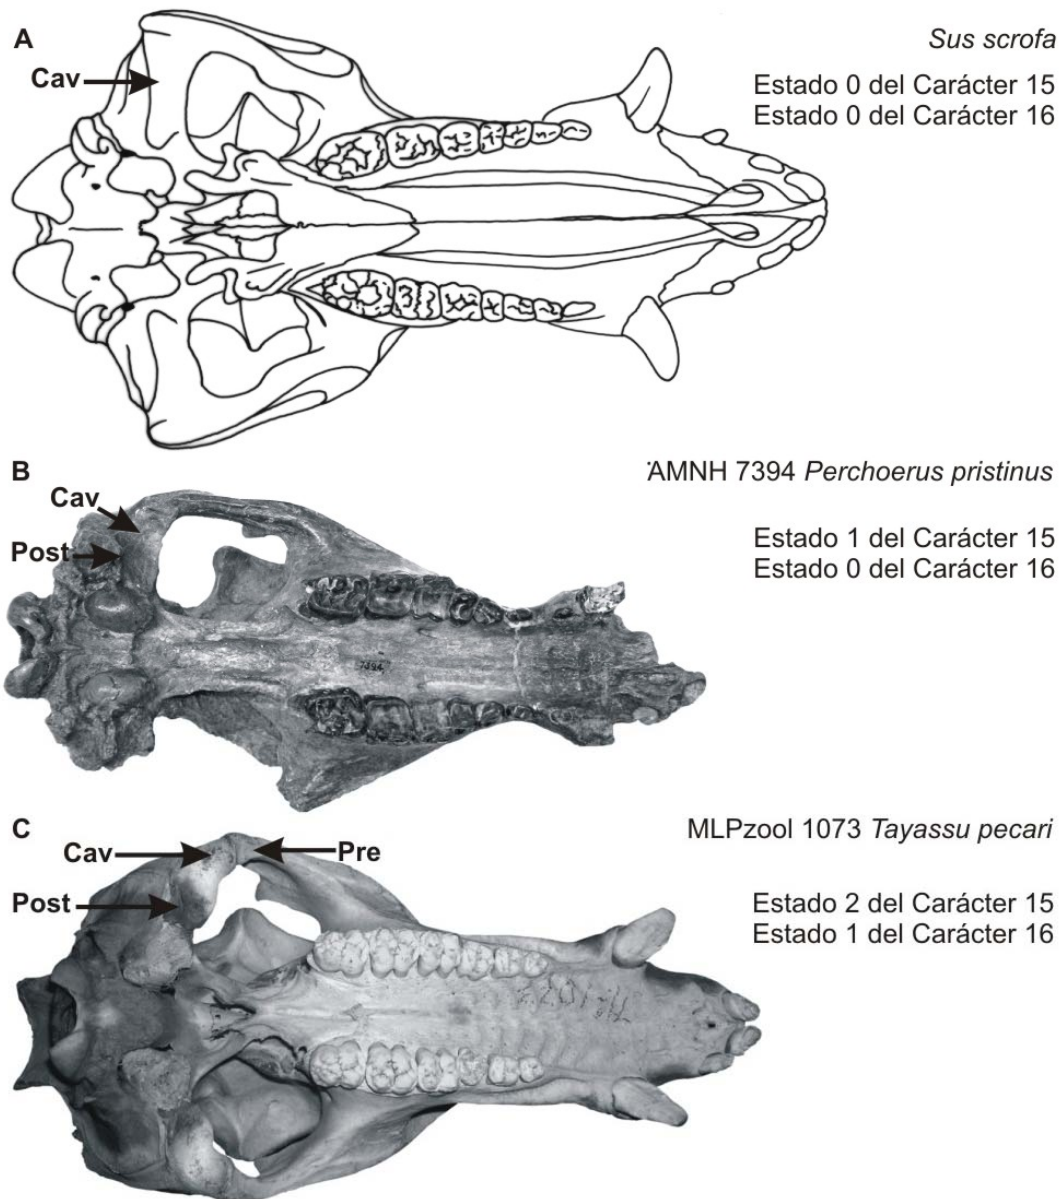 A
Sus scrofa
Cav
Estado 0 del Carácter 15
Estado 0 del Carácter 16
B
AMNH 7394 Perchoerus pristinus
Cav
Post
Estado 1 del Carácter 15
Estado 0 del Carácter 16
7394
C
MLPzool 1073 Tayassu pecari
Cav
Pre
Post
Estado 2 del Carácter 15
Estado 1 del Carácter 16